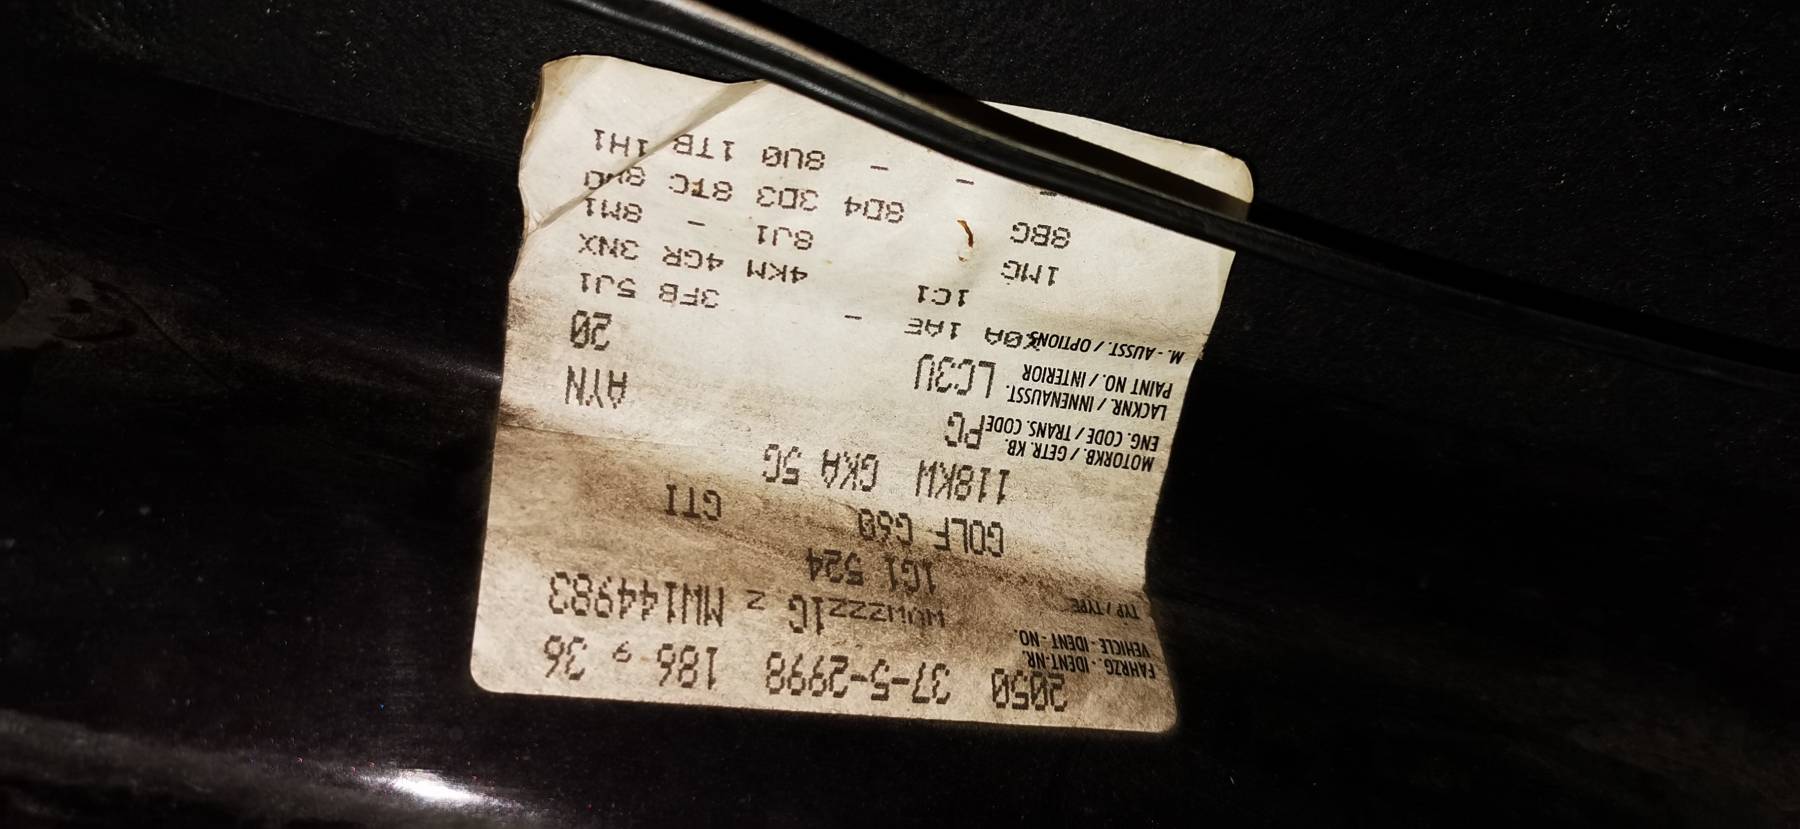 2050 37-5-2998 186 9 36
FAHRZG. - IDENT-NR.
VEHICLE - IDENT - NO.
WVWZZZ1G Z MW144983
TYP / TYPE
1G1 524
GOLF G60 GTI
118KW GKA 5G
MOTORKB. / GETR. KB.
ENG. CODE / TRANS. CODE
PG AYN
LACKNR. / INNENAUSST.
PAINT NO. / INTERIOR
LC3U 20
M. - AUSST. / OPTIONS
X0A 1AE - 3FB 5J1
1C1 4KM 4GR 3NX
1MG 8J1 - 8M1
8BG 8D4 3D3 8TC
- - - 8U0 1TB 1H1